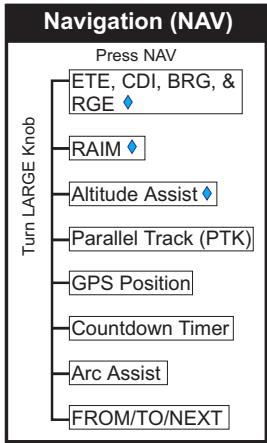 Navigation (NAV)
Press NAV
Turn LARGE Knob
ETE, CDI, BRG, &
RGE
RAIM
Altitude Assist
Parallel Track (PTK)
GPS Position
Countdown Timer
Arc Assist
FROM/TO/NEXT